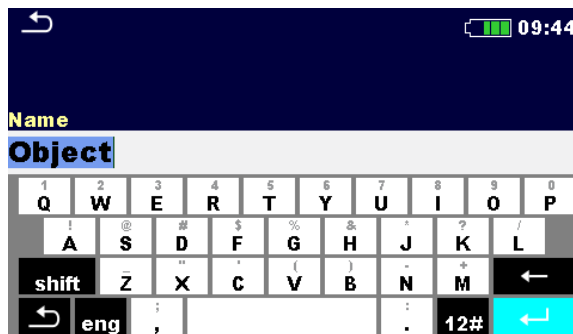 09:44
Name
Object
1 2 3 4 5 6 7 8 9 0
Q W E R T Y U I O P
! @ # $ % & * ? /
A S D F G H J K L
_ " ' ( ) - +
shift Z X C V B N M
; :
eng , . 12#